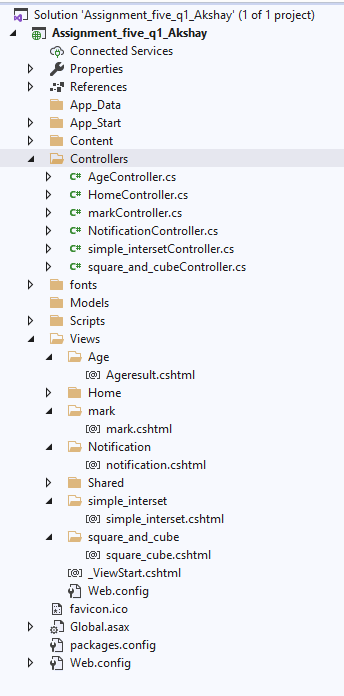 Solution 'Assignment_five_q1_Akshay' (1 of 1 project)
Assignment_five_q1_Akshay
Connected Services
Properties
References
App_Data
App_Start
Content
Controllers
C# AgeController.cs
C# HomeController.cs
C# markController.cs
C# NotificationController.cs
C# simple_intersetController.cs
C# square_and_cubeController.cs
fonts
Models
Scripts
Views
Age
[@] Ageresult.cshtml
Home
mark
[@] mark.cshtml
Notification
[@] notification.cshtml
Shared
simple_interset
[@] simple_interset.cshtml
square_and_cube
[@] square_cube.cshtml
[@] _ViewStart.cshtml
Web.config
favicon.ico
Global.asax
packages.config
Web.config